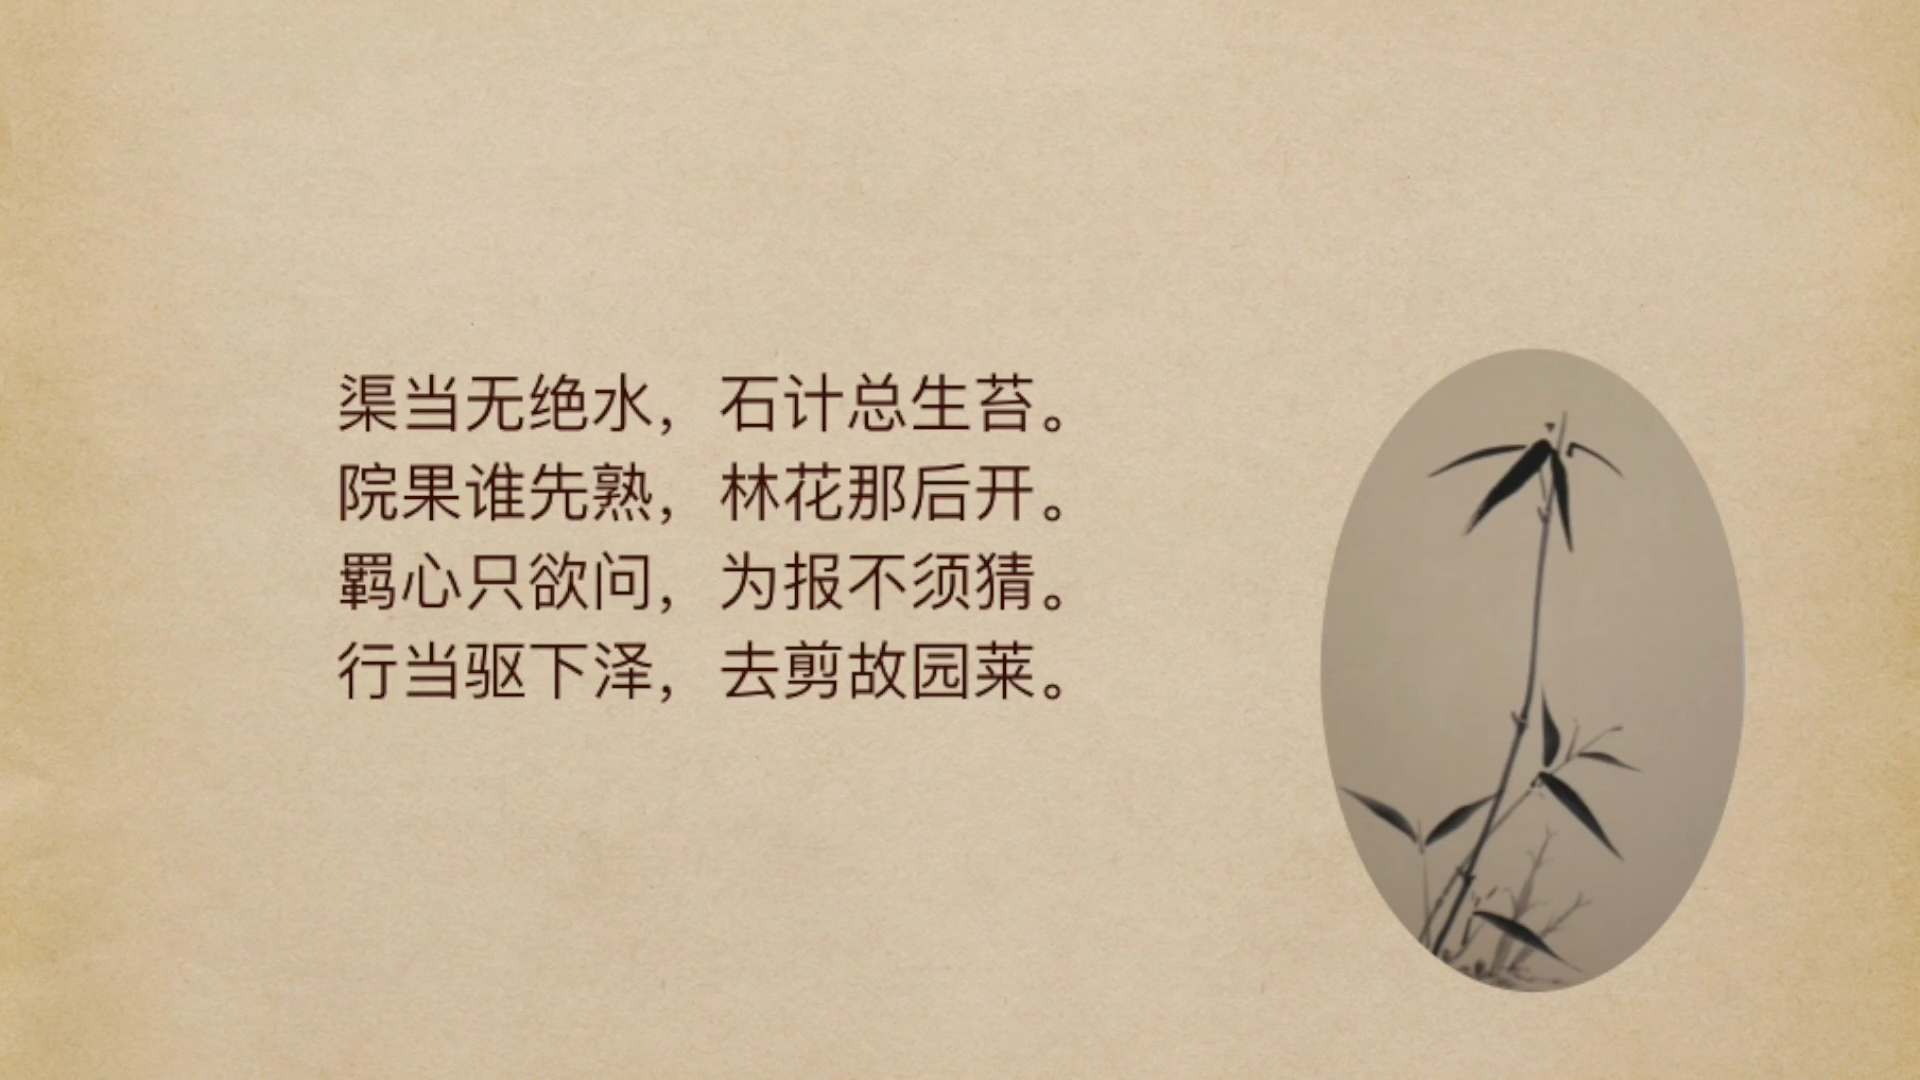 渠当无绝水，石计总生苔。
院果谁先熟，林花那后开。
羁心只欲问，为报不须猜。
行当驱下泽，去剪故园莱。